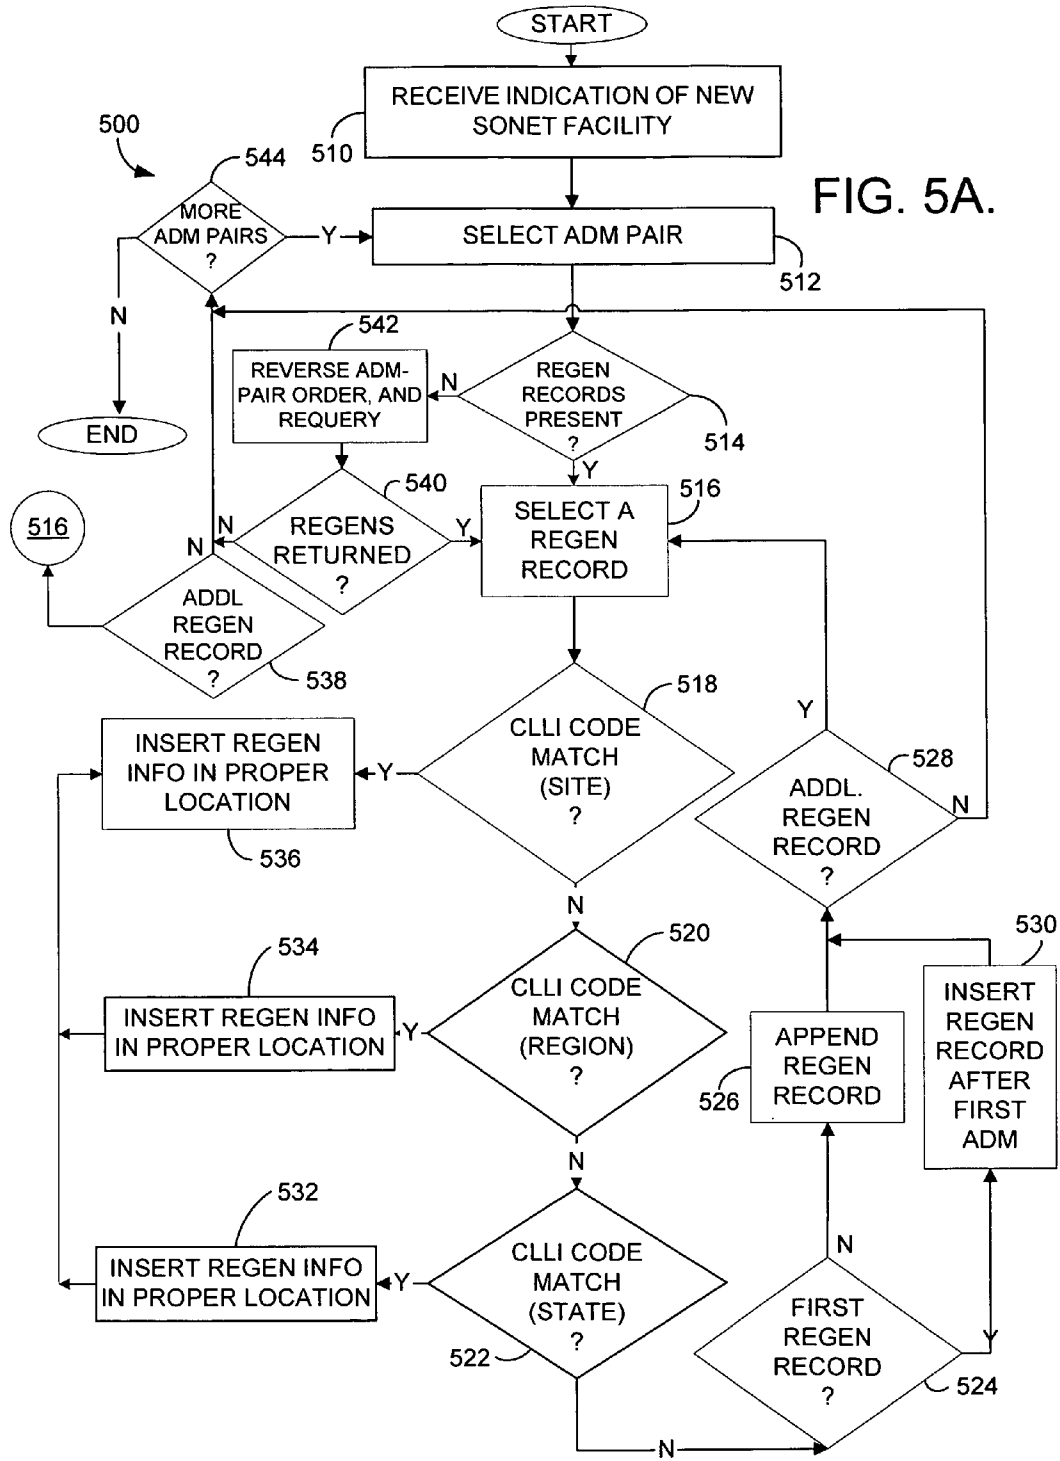 START
RECEIVE INDICATION OF NEW
SONET FACILITY
510
500
544
FIG. 5A.
MORE
ADM PAIRS
?
Y
SELECT ADM PAIR
512
N
542
REVERSE ADM-
PAIR ORDER, AND
REQUERY
N
REGEN
RECORDS
PRESENT
?
514
END
Y
540
516
516
REGENS
RETURNED
?
N
Y
SELECT A
REGEN
RECORD
N
ADDL
REGEN
RECORD
?
538
518
CLLI CODE
MATCH
(SITE)
?
Y
INSERT REGEN
INFO IN PROPER
LOCATION
536
Y
528
ADDL.
REGEN
RECORD
?
N
N
520
534
CLLI CODE
MATCH
(REGION)
?
Y
INSERT REGEN INFO
IN PROPER LOCATION
530
INSERT
REGEN
RECORD
AFTER
FIRST
ADM
APPEND
REGEN
RECORD
526
N
532
CLLI CODE
MATCH
(STATE)
?
Y
INSERT REGEN INFO
IN PROPER LOCATION
522
N
FIRST
REGEN
RECORD
?
Y
524
N